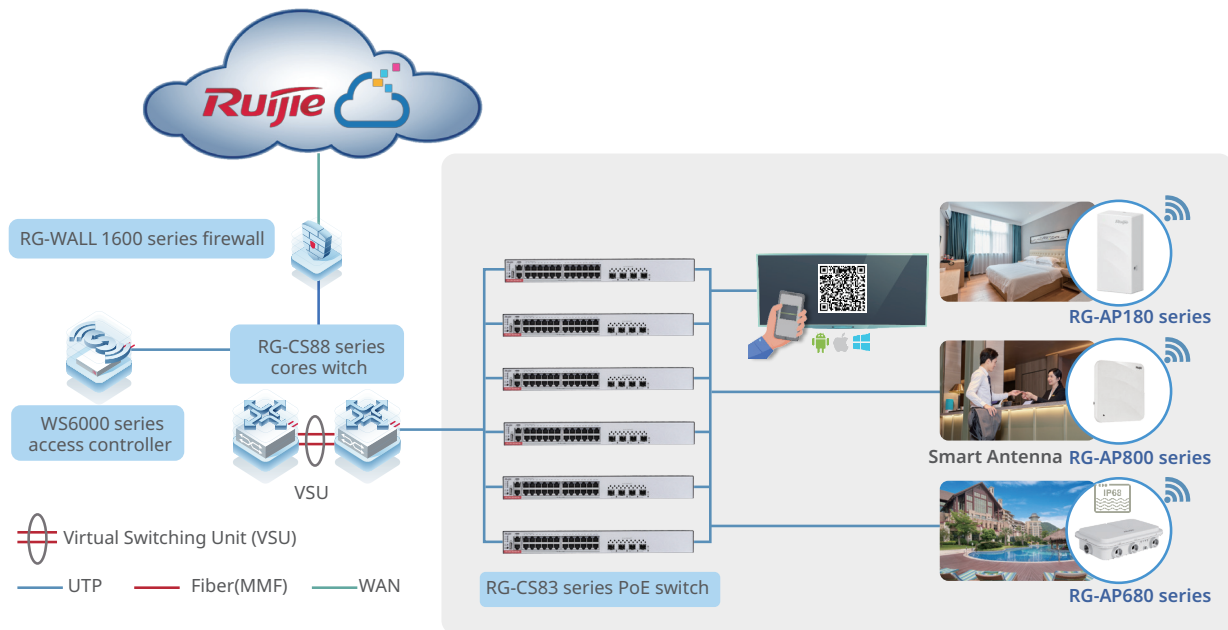 Ruijie
RG-WALL 1600 series firewall
RG-CS88 series
cores witch
WS6000 series
access controller
VSU
Virtual Switching Unit (VSU)
UTP
Fiber(MMF)
WAN
RG-CS83 series PoE switch
RG-AP180 series
Smart Antenna
RG-AP800 series
IP68
RG-AP680 series